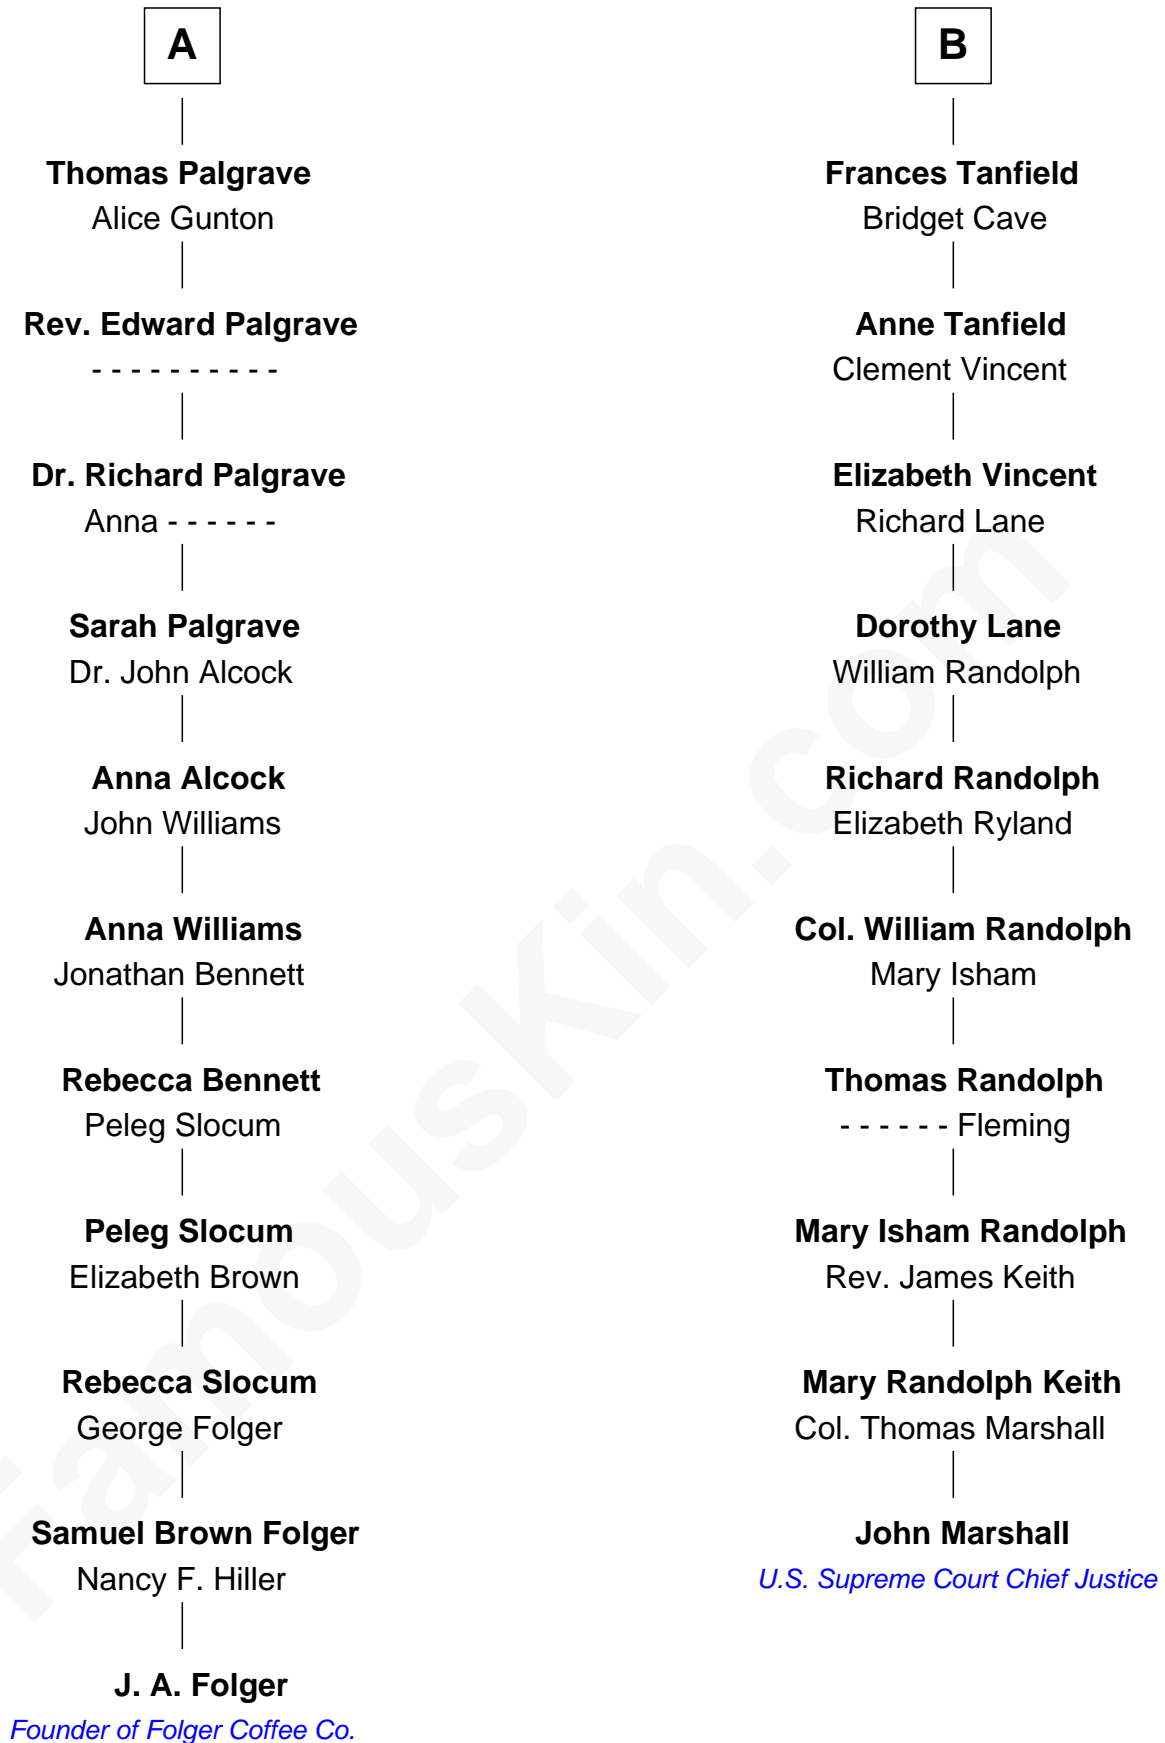 A
Thomas Palgrave
Alice Gunton
Rev. Edward Palgrave
- - - - - - - - - -
Dr. Richard Palgrave
Anna - - - - - -
Sarah Palgrave
Dr. John Alcock
Anna Alcock
John Williams
Anna Williams
Jonathan Bennett
Rebecca Bennett
Peleg Slocum
Peleg Slocum
Elizabeth Brown
Rebecca Slocum
George Folger
Samuel Brown Folger
Nancy F. Hiller
J. A. Folger
Founder of Folger Coffee Co.
B
Frances Tanfield
Bridget Cave
Anne Tanfield
Clement Vincent
Elizabeth Vincent
Richard Lane
Dorothy Lane
William Randolph
Richard Randolph
Elizabeth Ryland
Col. William Randolph
Mary Isham
Thomas Randolph
- - - - - - Fleming
Mary Isham Randolph
Rev. James Keith
Mary Randolph Keith
Col. Thomas Marshall
John Marshall
U.S. Supreme Court Chief Justice
FamousKin.com